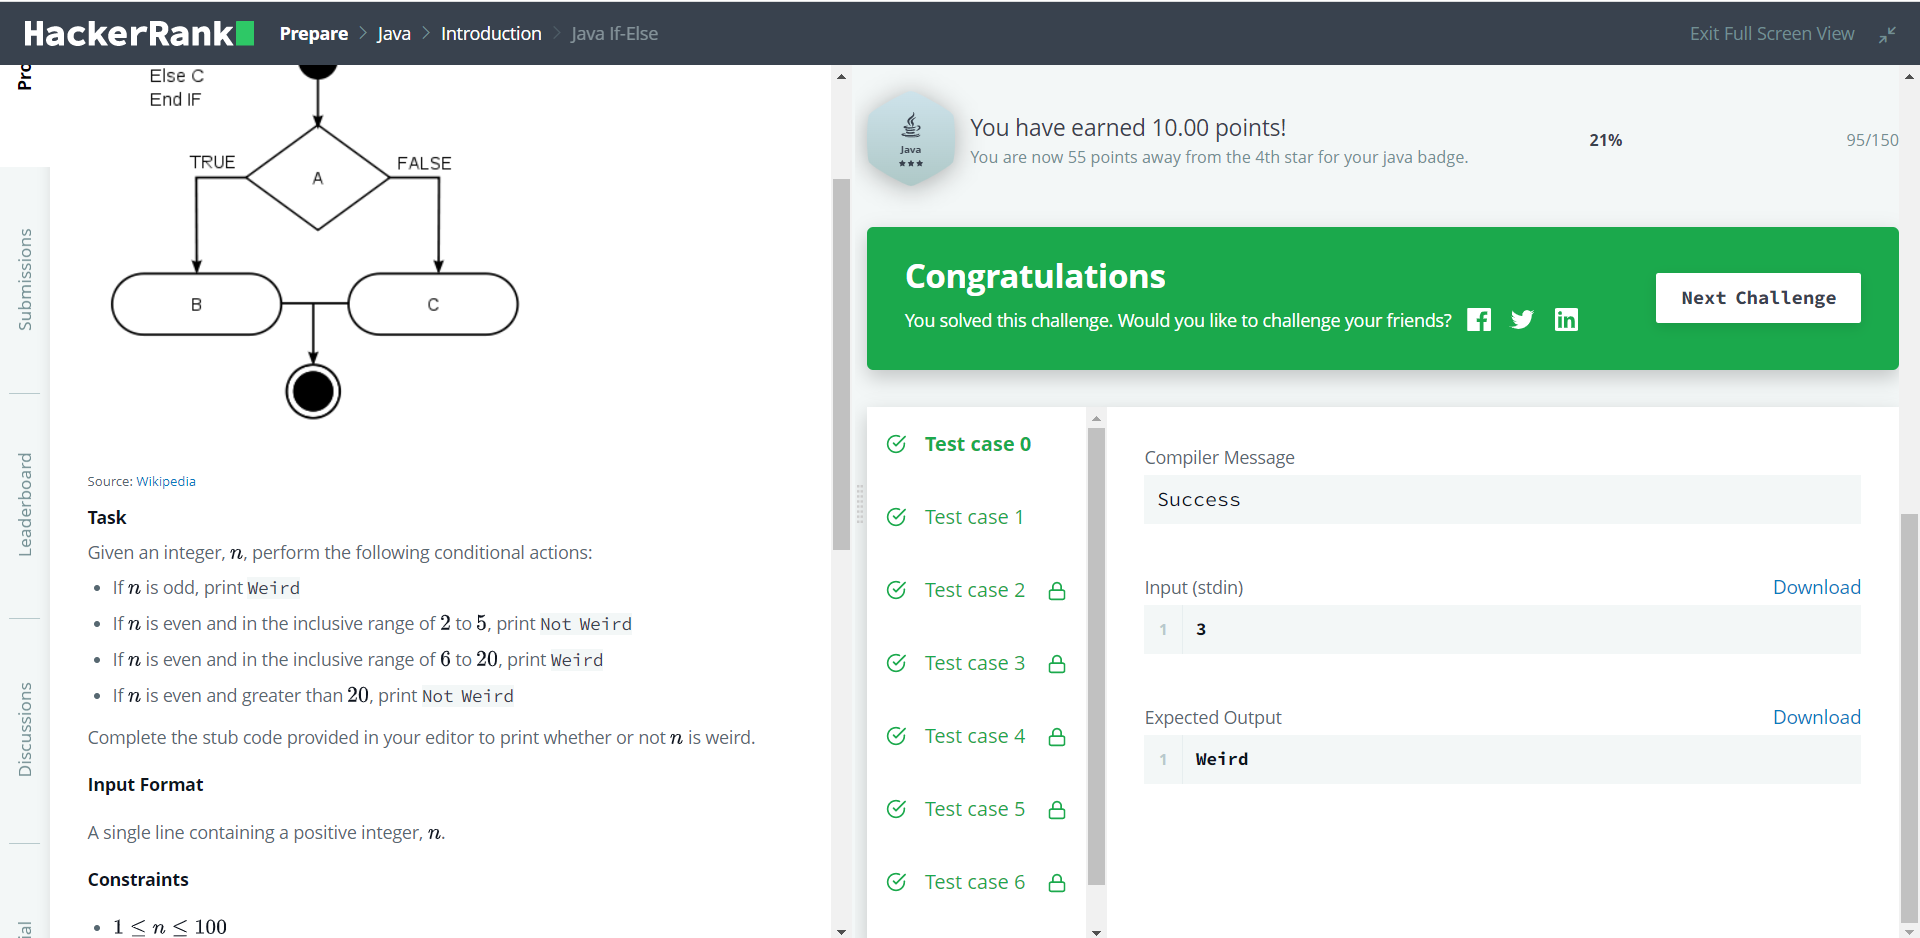 HackerRank Prepare > Java > Introduction > Java If-Else
Exit Full Screen View
Submissions
Leaderboard
Discussions
Else C
End IF
TRUE
FALSE
A
B
C
Source: Wikipedia
Task
Given an integer, n, perform the following conditional actions:
• If n is odd, print Weird
• If n is even and in the inclusive range of 2 to 5, print Not Weird
• If n is even and in the inclusive range of 6 to 20, print Weird
• If n is even and greater than 20, print Not Weird
Complete the stub code provided in your editor to print whether or not n is weird.
Input Format
A single line containing a positive integer, n.
Constraints
• 1 ≤ n ≤ 100
Java
You have earned 10.00 points!
You are now 55 points away from the 4th star for your java badge.
21%
95/150
Congratulations
You solved this challenge. Would you like to challenge your friends?
Next Challenge
Test case 0
Test case 1
Test case 2
Test case 3
Test case 4
Test case 5
Test case 6
Compiler Message
Success
Input (stdin)
Download
1 3
Expected Output
Download
1 Weird